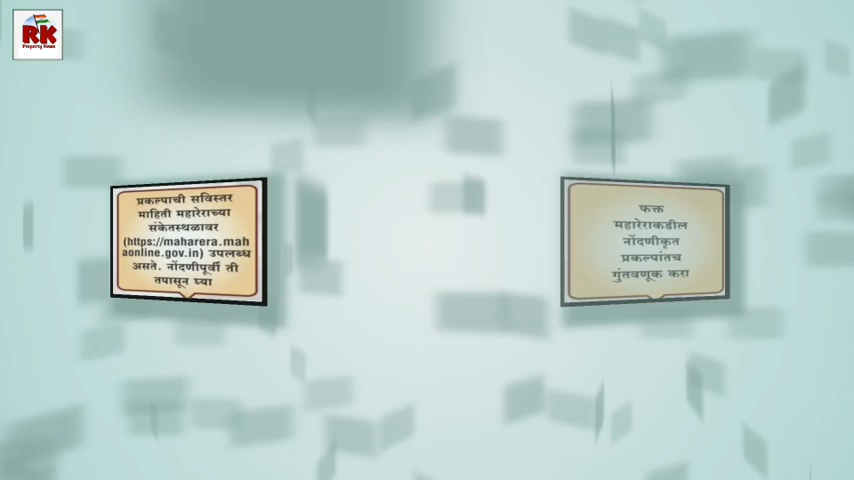 RK
Property News
प्रकल्पाची सविस्तर
माहिती महारेराच्या
संकेतस्थळावर
(https://maharera.mah
aonline.gov.in) उपलब्ध
असते. नोंदणीपूर्वी ती
तपासून घ्या
फक्त
महारेराकडील
नोंदणीकृत
प्रकल्पांतच
गुंतवणूक करा